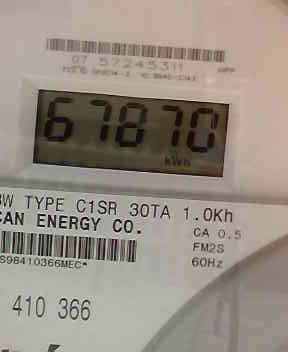 07 57245311
67870
kWh
W TYPE C1SR 30TA 1.0Kh
CAN ENERGY CO.
CA 0.5
FM2S
60Hz
S98410366MEC*
410 366